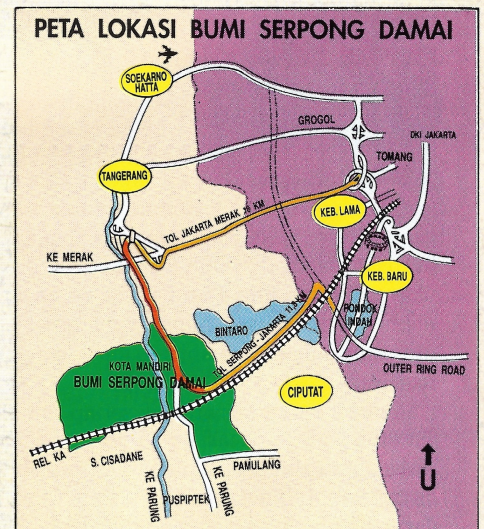 PETA LOKASI BUMI SERPONG DAMAI
SOEKARNO
HATTA
GROGOL
DKI JAKARTA
TOMANG
TANGERANG
KEB. LAMA
TOL JAKARTA MERAK
KM
KE MERAK
KEB. BARU
PONDOK
INDAH
BINTARO
TOL SERPONG - JAKARTA
KM
OUTER RING ROAD
KOTA MANDIRI
BUMI SERPONG DAMAI
CIPUTAT
REL KA
S. CISADANE
KE PARUNG
PUSPIPTEK
KE PARUNG
PAMULANG
U